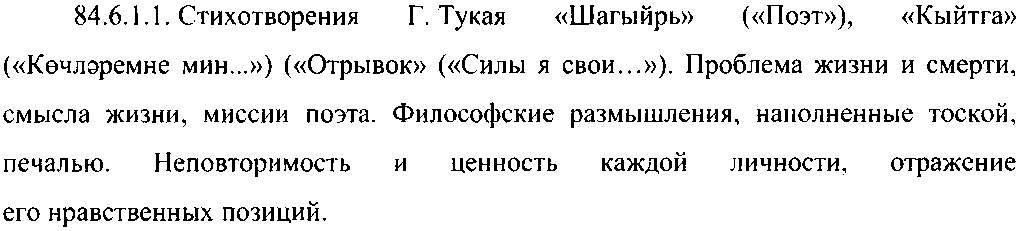 84.6.1.1. Стихотворения Г. Тукая «Шагыйрь» («Поэт»), «Кыйтга»
(«Көчләремне мин...») («Отрывок» («Силы я свои...»). Проблема жизни и смерти,
смысла жизни, миссии поэта. Философские размышления, наполненные тоской,
печалью. Неповторимость и ценность каждой личности, отражение
его нравственных позиций.